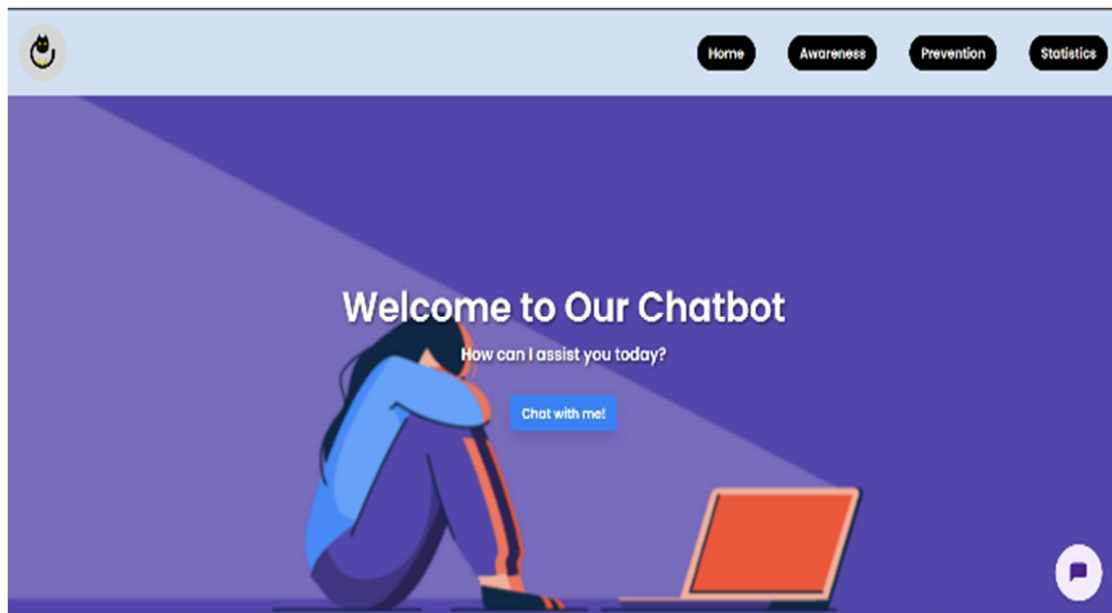 Home Awareness Prevention Statistics
Welcome to Our Chatbot
How can I assist you today?
Chat with me!